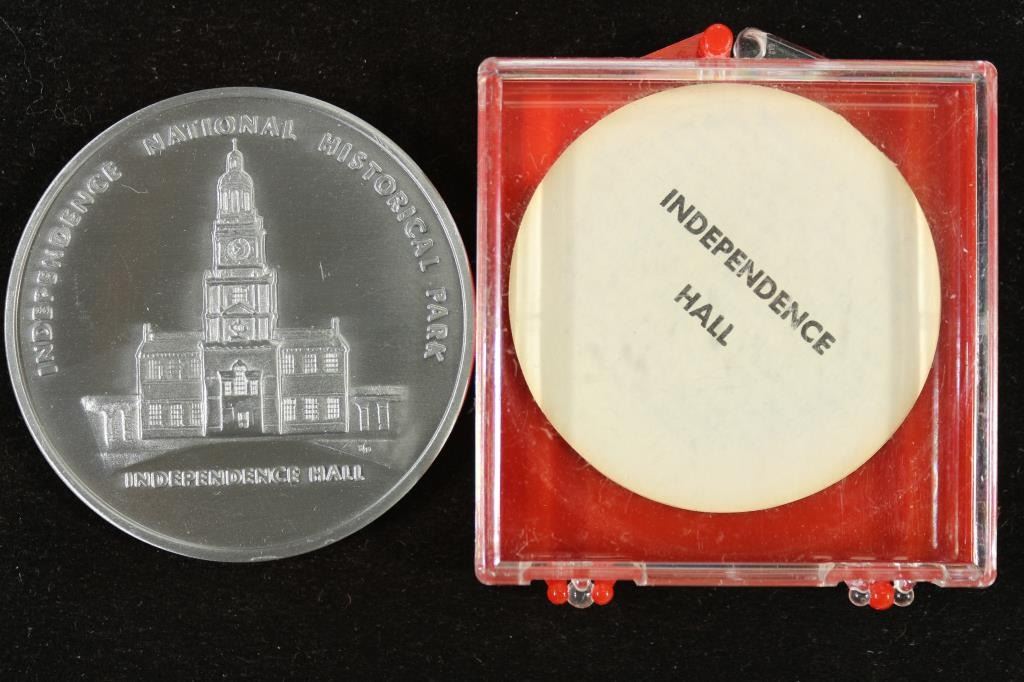 INDEPENDENCE NATIONAL HISTORICAL PARK
INDEPENDENCE HALL
INDEPENDENCE
HALL